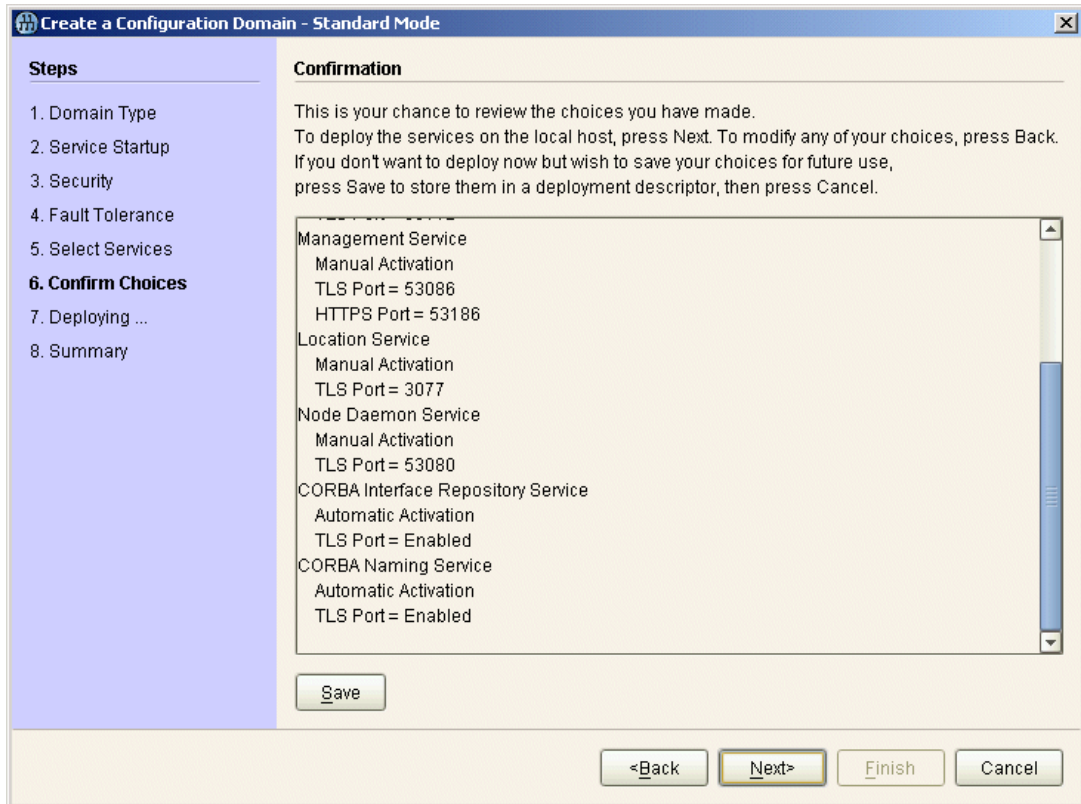 Create a Configuration Domain - Standard Mode
Steps
1. Domain Type
2. Service Startup
3. Security
4. Fault Tolerance
5. Select Services
6. Confirm Choices
7. Deploying ...
8. Summary
Confirmation
This is your chance to review the choices you have made.
To deploy the services on the local host, press Next. To modify any of your choices, press Back.
If you don't want to deploy now but wish to save your choices for future use,
press Save to store them in a deployment descriptor, then press Cancel.
Management Service
Manual Activation
TLS Port = 53086
HTTPS Port = 53186
Location Service
Manual Activation
TLS Port = 3077
Node Daemon Service
Manual Activation
TLS Port = 53080
CORBA Interface Repository Service
Automatic Activation
TLS Port = Enabled
CORBA Naming Service
Automatic Activation
TLS Port = Enabled
Save
<Back
Next>
Finish
Cancel